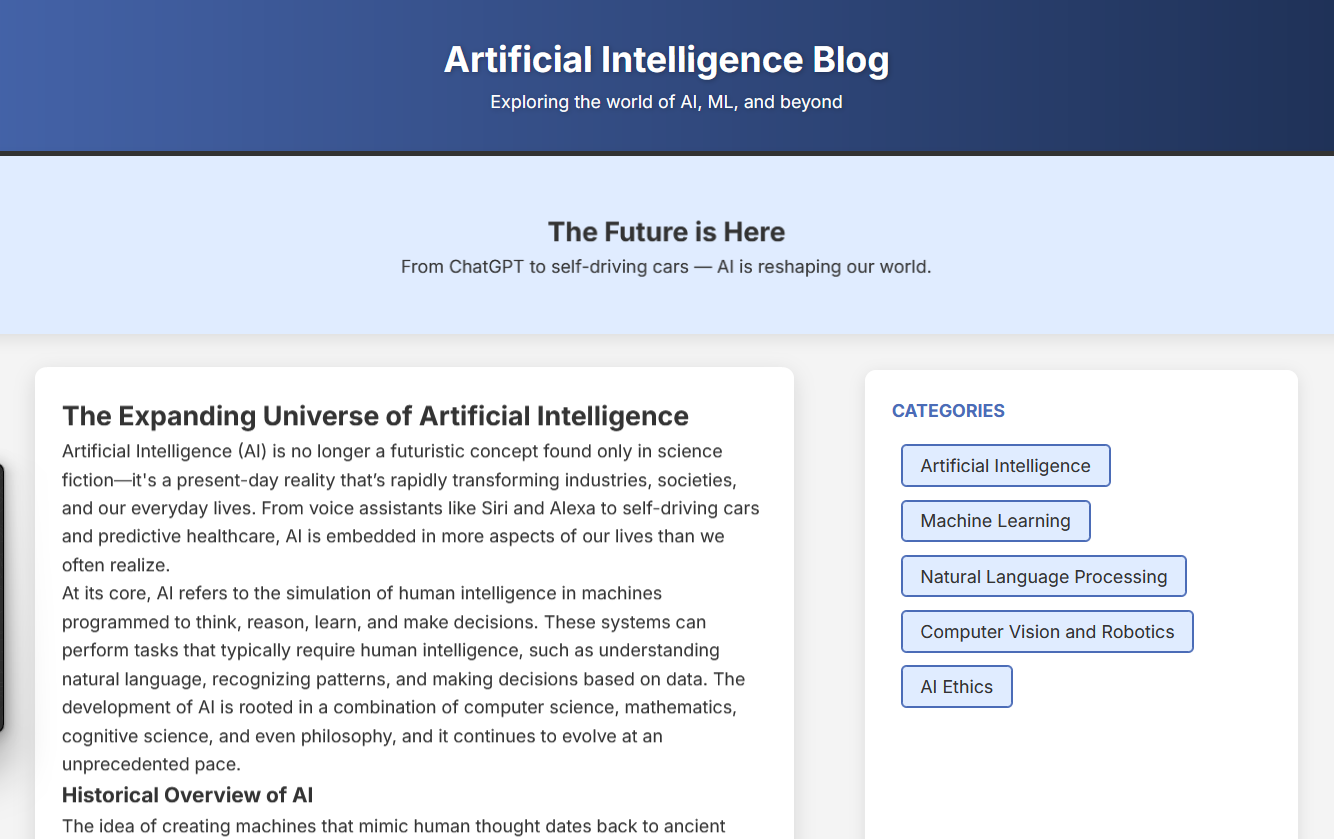 Artificial Intelligence Blog
Exploring the world of AI, ML, and beyond
The Future is Here
From ChatGPT to self-driving cars — AI is reshaping our world.
The Expanding Universe of Artificial Intelligence
Artificial Intelligence (AI) is no longer a futuristic concept found only in science
fiction—it's a present-day reality that’s rapidly transforming industries, societies,
and our everyday lives. From voice assistants like Siri and Alexa to self-driving cars
and predictive healthcare, AI is embedded in more aspects of our lives than we
often realize.
At its core, AI refers to the simulation of human intelligence in machines
programmed to think, reason, learn, and make decisions. These systems can
perform tasks that typically require human intelligence, such as understanding
natural language, recognizing patterns, and making decisions based on data. The
development of AI is rooted in a combination of computer science, mathematics,
cognitive science, and even philosophy, and it continues to evolve at an
unprecedented pace.
Historical Overview of AI
The idea of creating machines that mimic human thought dates back to ancient
CATEGORIES
Artificial Intelligence
Machine Learning
Natural Language Processing
Computer Vision and Robotics
AI Ethics